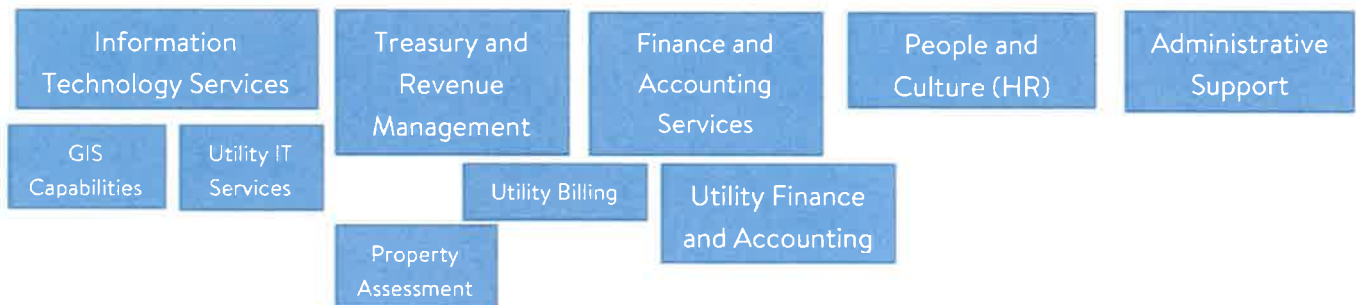 Information
Technology Services
Treasury and
Revenue
Management
Finance and
Accounting
Services
People and
Culture (HR)
Administrative
Support
GIS
Capabilities
Utility IT
Services
Utility Billing
Utility Finance
and Accounting
Property
Assessment